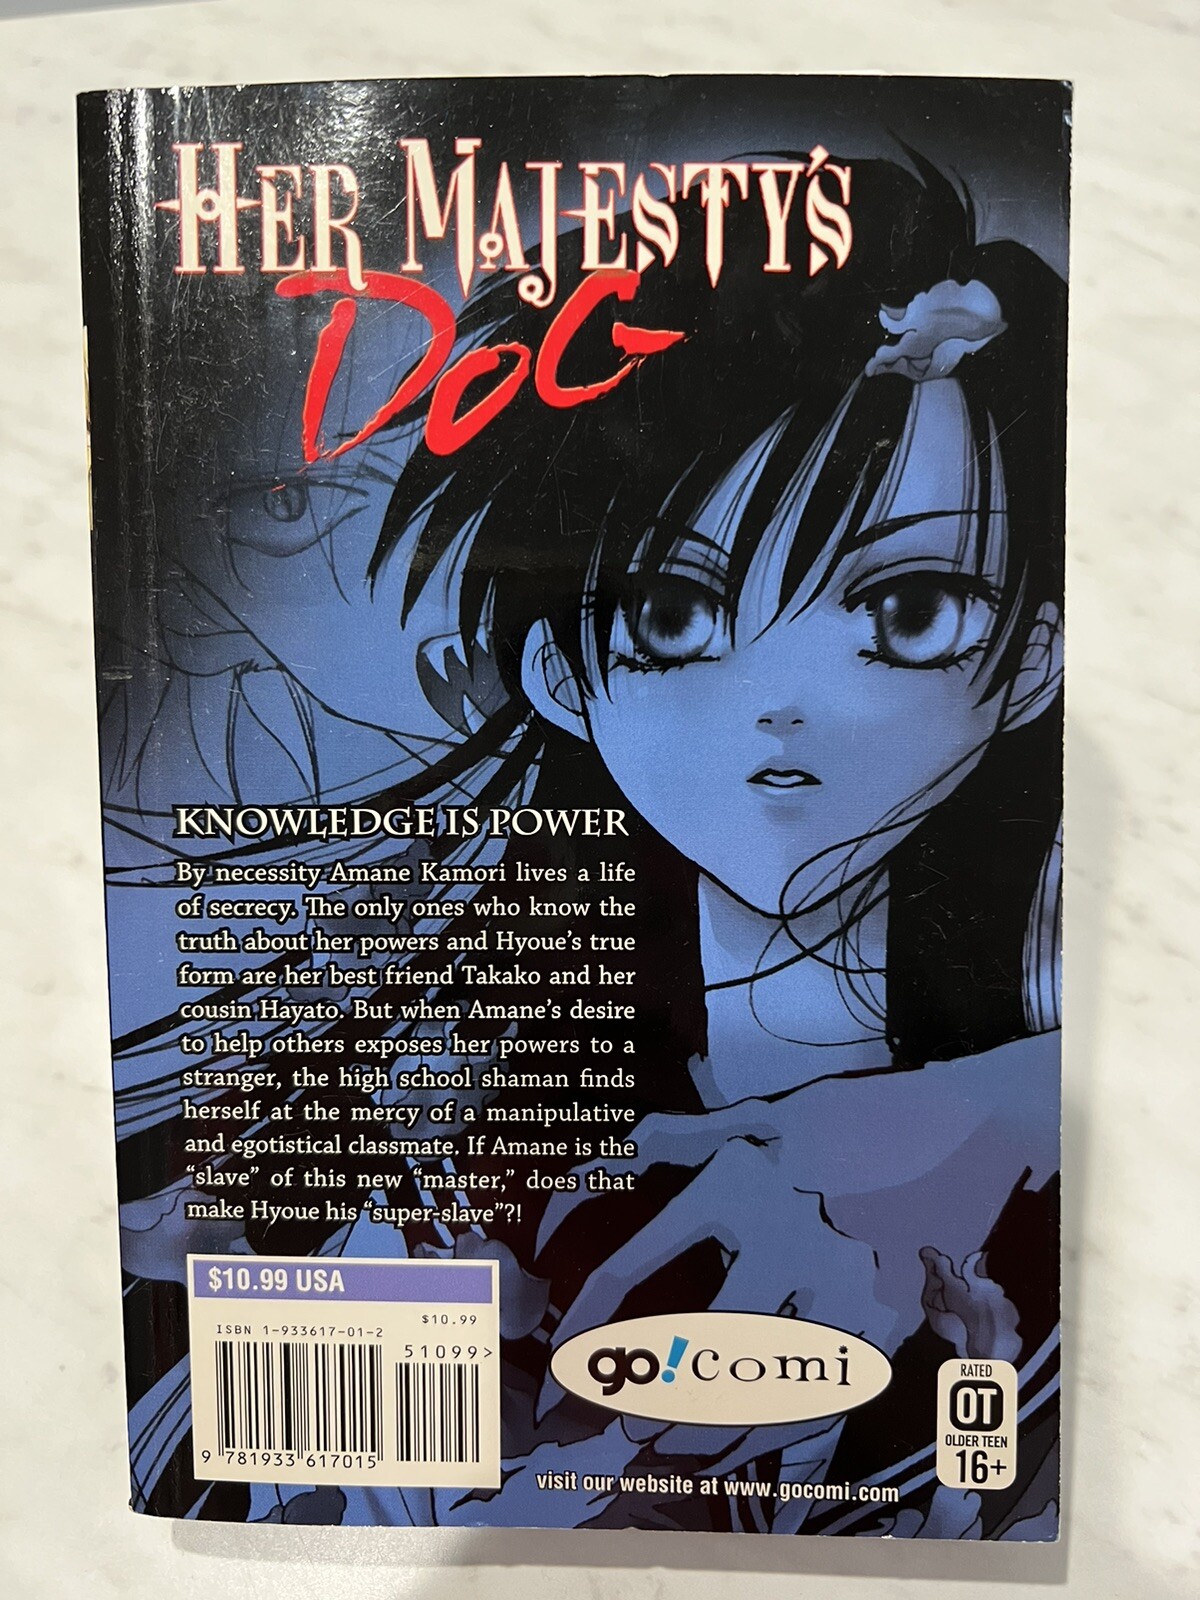 HER MAJESTY'S
DOG
KNOWLEDGE IS POWER
By necessity Amane Kamori lives a life
of secrecy. The only ones who know the
truth about her powers and Hyoue's true
form are her best friend Takako and her
cousin Hayato. But when Amane's desire
to help others exposes her powers to a
stranger, the high school shaman finds
herself at the mercy of a manipulative
and egotistical classmate. If Amane is the
“slave” of this new “master,” does that
make Hyoue his “super-slave”?!
$10.99 USA
$10.99
ISBN 1-933617-01-2
51099>
9 781933 617015
go!comi
visit our website at www.gocomi.com
RATED
OT
OLDER TEEN
16+